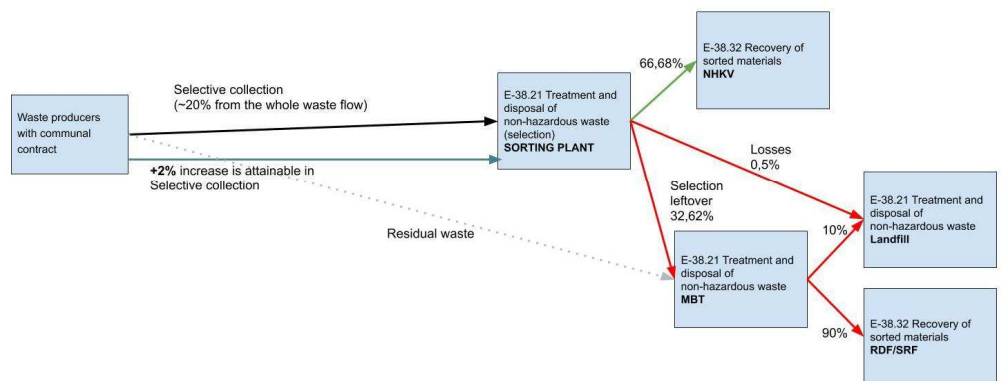 Waste producers
with communal
contract
Selective collection
(~20% from the whole waste flow)
+2% increase is attainable in
Selective collection
Residual waste
E-38.21 Treatment and
disposal of
non-hazardous waste
(selection)
SORTING PLANT
66,68%
E-38.32 Recovery of
sorted materials
NHKV
Losses
0,5%
Selection
leftover
32,62%
E-38.21 Treatment and
disposal of
non-hazardous waste
MBT
10%
E-38.21 Treatment and
disposal of
non-hazardous waste
Landfill
90%
E-38.32 Recovery of
sorted materials
RDF/SRF